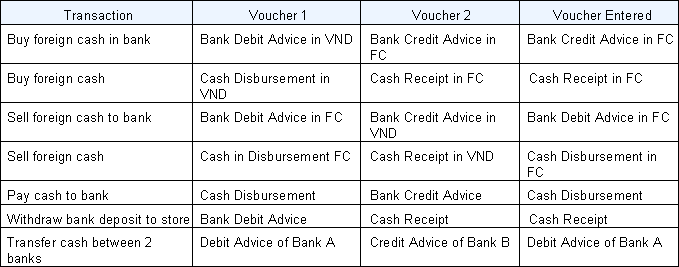 Transaction Voucher 1 Voucher 2 Voucher Entered
Buy foreign cash in bank Bank Debit Advice in VND Bank Credit Advice in FC Bank Credit Advice in FC
Buy foreign cash Cash Disbursement in VND Cash Receipt in FC Cash Receipt in FC
Sell foreign cash to bank Bank Debit Advice in FC Bank Credit Advice in VND Bank Debit Advice in FC
Sell foreign cash Cash in Disbursement FC Cash Receipt in VND Cash Disbursement in FC
Pay cash to bank Cash Disbursement Bank Credit Advice Cash Disbursement
Withdraw bank deposit to store Bank Debit Advice Cash Receipt Cash Receipt
Transfer cash between 2 banks Debit Advice of Bank A Credit Advice of Bank B Debit Advice of Bank A